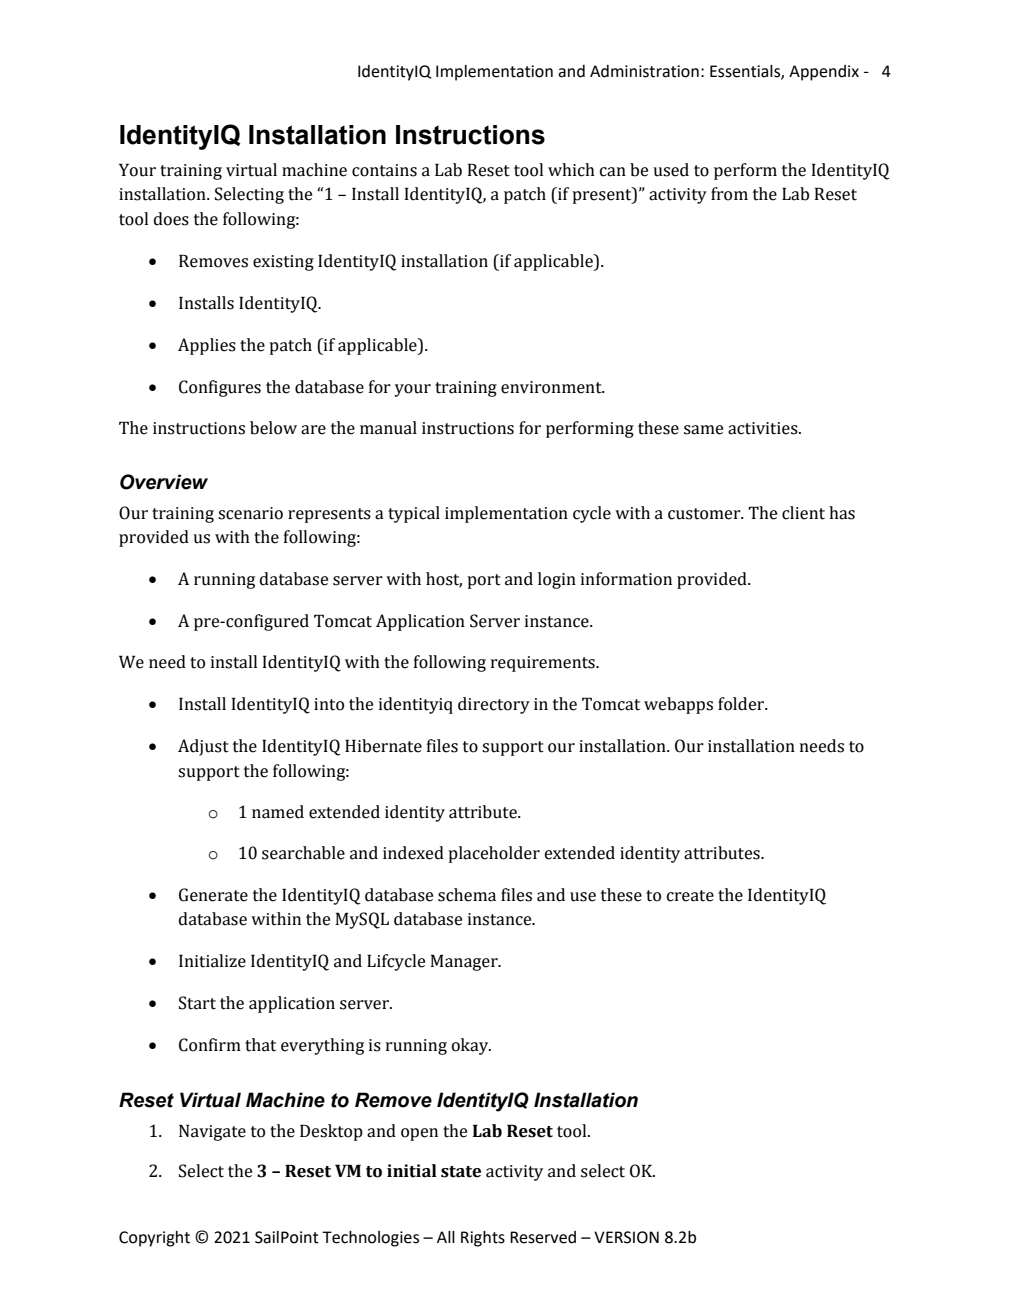 IdentityIQ Implementation and Administration: Essentials, Appendix - 4
IdentityIQ Installation Instructions
Your training virtual machine contains a Lab Reset tool which can be used to perform the IdentityIQ
installation. Selecting the “1 – Install IdentityIQ, a patch (if present)” activity from the Lab Reset
tool does the following:
• Removes existing IdentityIQ installation (if applicable).
• Installs IdentityIQ.
• Applies the patch (if applicable).
• Configures the database for your training environment.
The instructions below are the manual instructions for performing these same activities.
Overview
Our training scenario represents a typical implementation cycle with a customer. The client has
provided us with the following:
• A running database server with host, port and login information provided.
• A pre-configured Tomcat Application Server instance.
We need to install IdentityIQ with the following requirements.
• Install IdentityIQ into the identityiq directory in the Tomcat webapps folder.
• Adjust the IdentityIQ Hibernate files to support our installation. Our installation needs to
support the following:
o 1 named extended identity attribute.
o 10 searchable and indexed placeholder extended identity attributes.
• Generate the IdentityIQ database schema files and use these to create the IdentityIQ
database within the MySQL database instance.
• Initialize IdentityIQ and Lifcycle Manager.
• Start the application server.
• Confirm that everything is running okay.
Reset Virtual Machine to Remove IdentityIQ Installation
1. Navigate to the Desktop and open the Lab Reset tool.
2. Select the 3 – Reset VM to initial state activity and select OK.
Copyright © 2021 SailPoint Technologies – All Rights Reserved – VERSION 8.2b